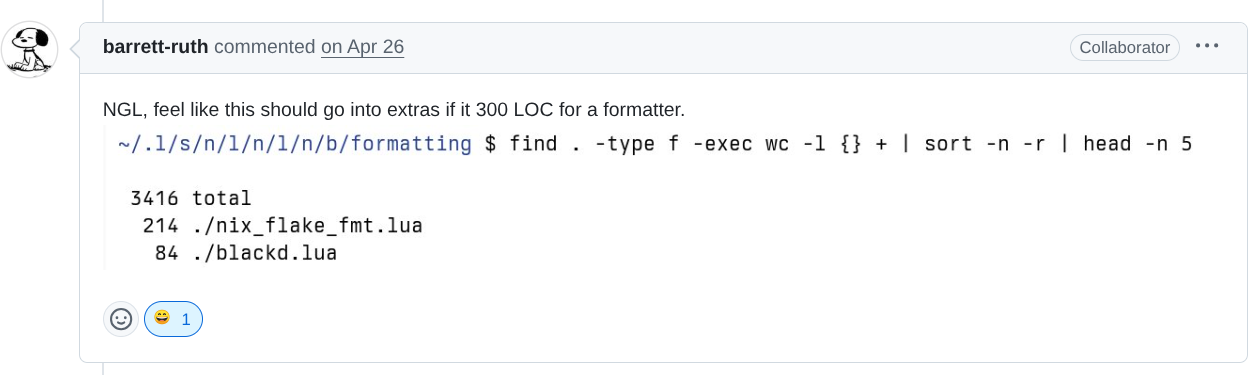 barrett-ruth commented on Apr 26
Collaborator
NGL, feel like this should go into extras if it 300 LOC for a formatter.
~/.l/s/n/l/n/l/n/b/formatting $ find . -type f -exec wc -l {} + | sort -n -r | head -n 5
3416 total
214 ./nix_flake_fmt.lua
84 ./blackd.lua
1